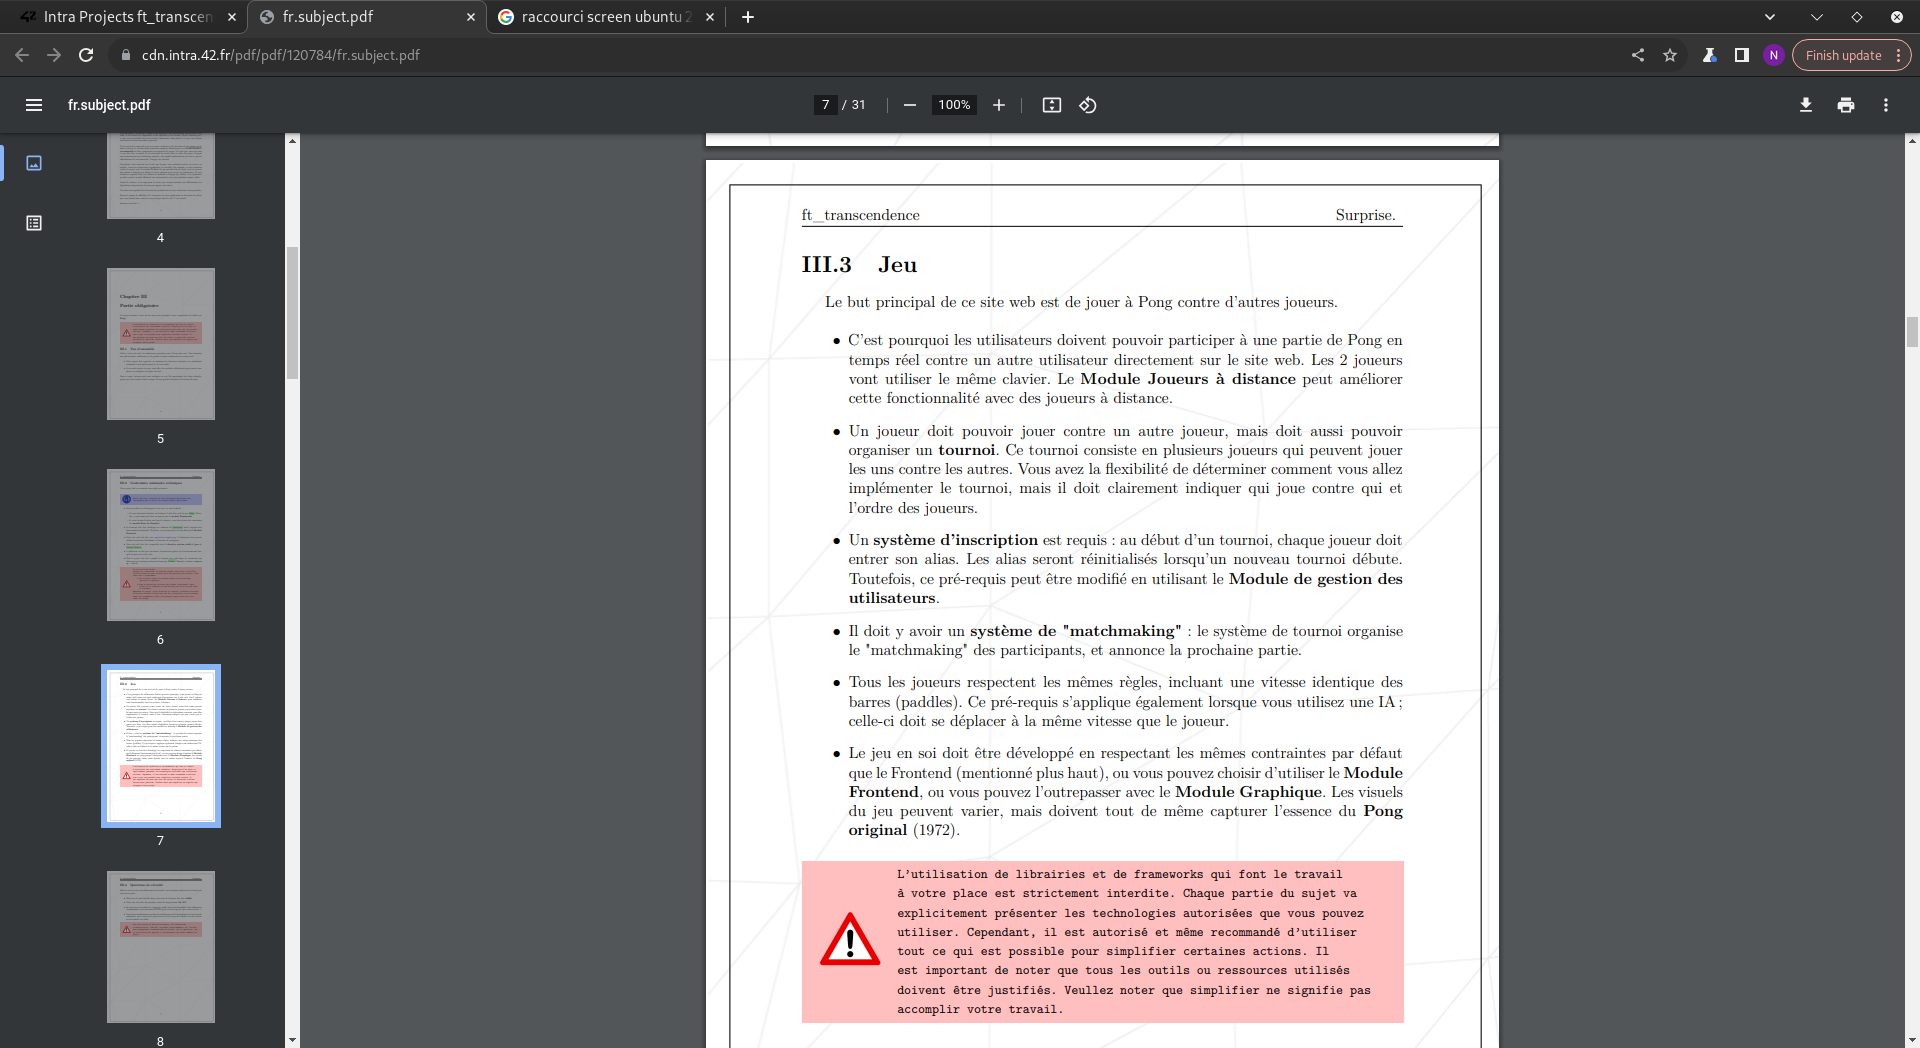 Intra Projects ft_transcen
fr.subject.pdf
raccourci screen ubuntu 2
cdn.intra.42.fr/pdf/pdf/120784/fr.subject.pdf
N
Finish update
fr.subject.pdf
7 / 31
100%
4
Chapitre III
Partie obligatoire
5
6
7
8
ft_transcendence Surprise.
III.3 Jeu
Le but principal de ce site web est de jouer à Pong contre d'autres joueurs.
• C'est pourquoi les utilisateurs doivent pouvoir participer à une partie de Pong en
temps réel contre un autre utilisateur directement sur le site web. Les 2 joueurs
vont utiliser le même clavier. Le Module Joueurs à distance peut améliorer
cette fonctionnalité avec des joueurs à distance.
• Un joueur doit pouvoir jouer contre un autre joueur, mais doit aussi pouvoir
organiser un tournoi. Ce tournoi consiste en plusieurs joueurs qui peuvent jouer
les uns contre les autres. Vous avez la flexibilité de déterminer comment vous allez
implémenter le tournoi, mais il doit clairement indiquer qui joue contre qui et
l'ordre des joueurs.
• Un système d'inscription est requis : au début d'un tournoi, chaque joueur doit
entrer son alias. Les alias seront réinitialisés lorsqu'un nouveau tournoi débute.
Toutefois, ce pré-requis peut être modifié en utilisant le Module de gestion des
utilisateurs.
• Il doit y avoir un système de "matchmaking" : le système de tournoi organise
le "matchmaking" des participants, et annonce la prochaine partie.
• Tous les joueurs respectent les mêmes règles, incluant une vitesse identique des
barres (paddles). Ce pré-requis s'applique également lorsque vous utilisez une IA ;
celle-ci doit se déplacer à la même vitesse que le joueur.
• Le jeu en soi doit être développé en respectant les mêmes contraintes par défaut
que le Frontend (mentionné plus haut), ou vous pouvez choisir d'utiliser le Module
Frontend, ou vous pouvez l'outrepasser avec le Module Graphique. Les visuels
du jeu peuvent varier, mais doivent tout de même capturer l'essence du Pong
original (1972).
L'utilisation de librairies et de frameworks qui font le travail
à votre place est strictement interdite. Chaque partie du sujet va
explicitement présenter les technologies autorisées que vous pouvez
utiliser. Cependant, il est autorisé et même recommandé d'utiliser
tout ce qui est possible pour simplifier certaines actions. Il
est important de noter que tous les outils ou ressources utilisés
doivent être justifiés. Veullez noter que simplifier ne signifie pas
accomplir votre travail.